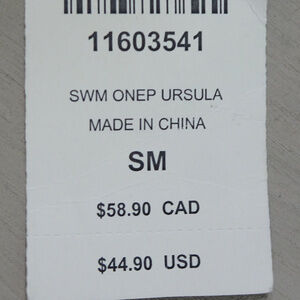 11603541
SWM ONEP URSULA
MADE IN CHINA
SM
$58.90 CAD
$44.90 USD